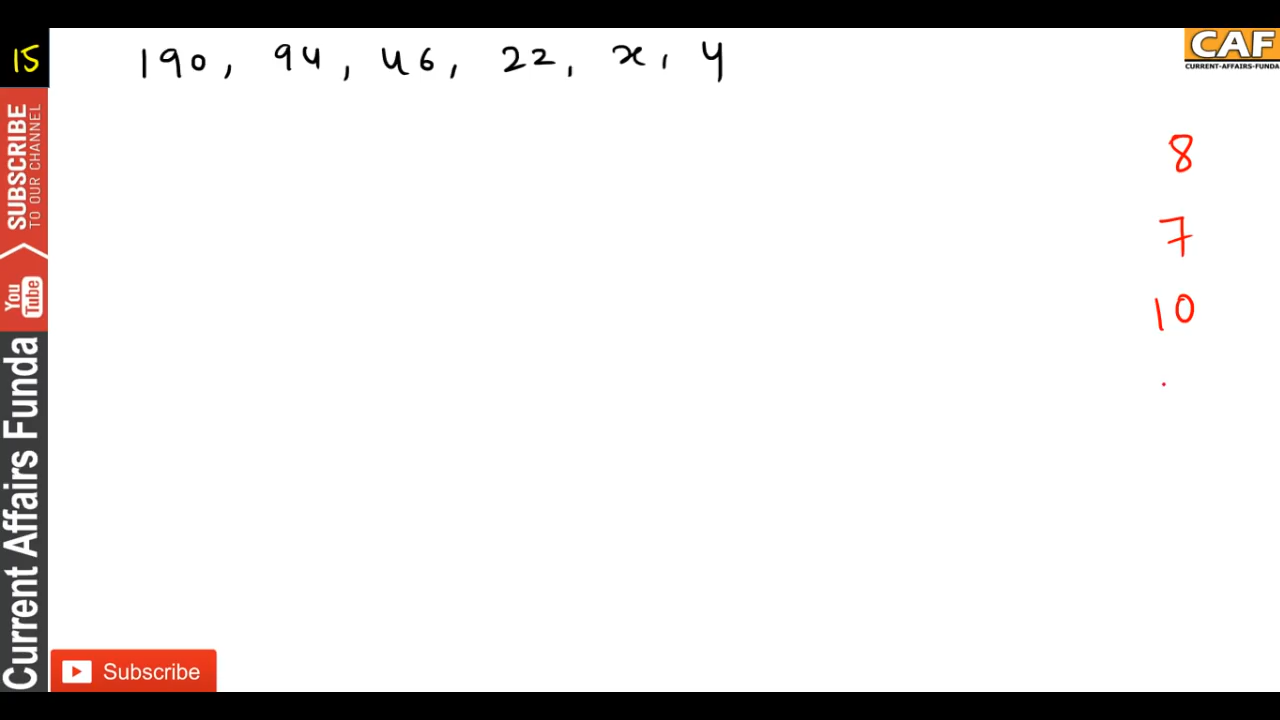 15
190, 94, 46, 22, x, y
CAF
CURRENT-AFFAIRS-FUNDA
8
7
10
SUBSCRIBE
TO OUR CHANNEL
You Tube
Current Affairs Funda
Subscribe